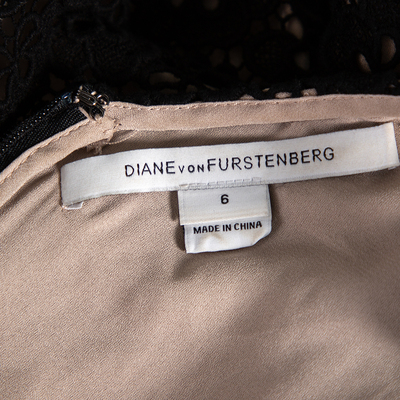 DIANE VON FURSTENBERG
6
MADE IN CHINA